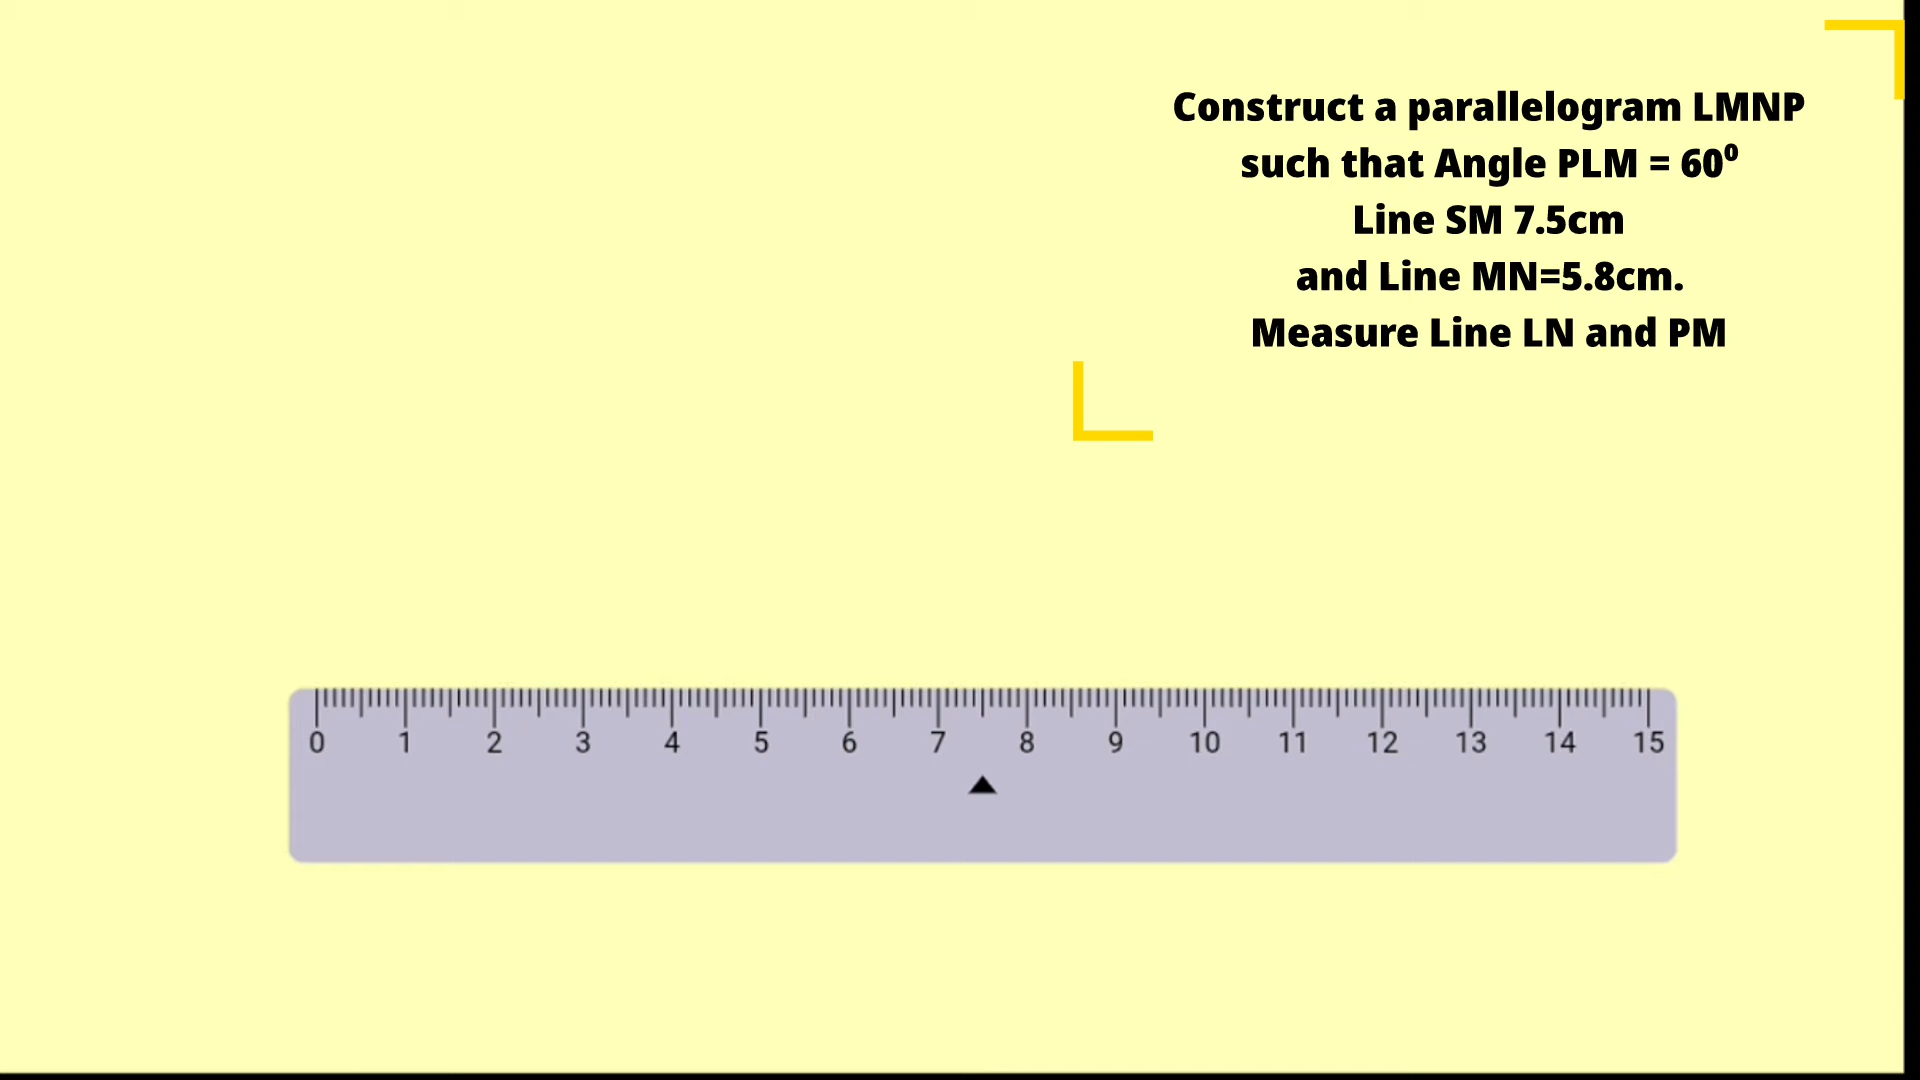 Construct a parallelogram LMNP
such that Angle PLM = 60⁰
Line SM 7.5cm
and Line MN=5.8cm.
Measure Line LN and PM
0 1 2 3 4 5 6 7 8 9 10 11 12 13 14 15